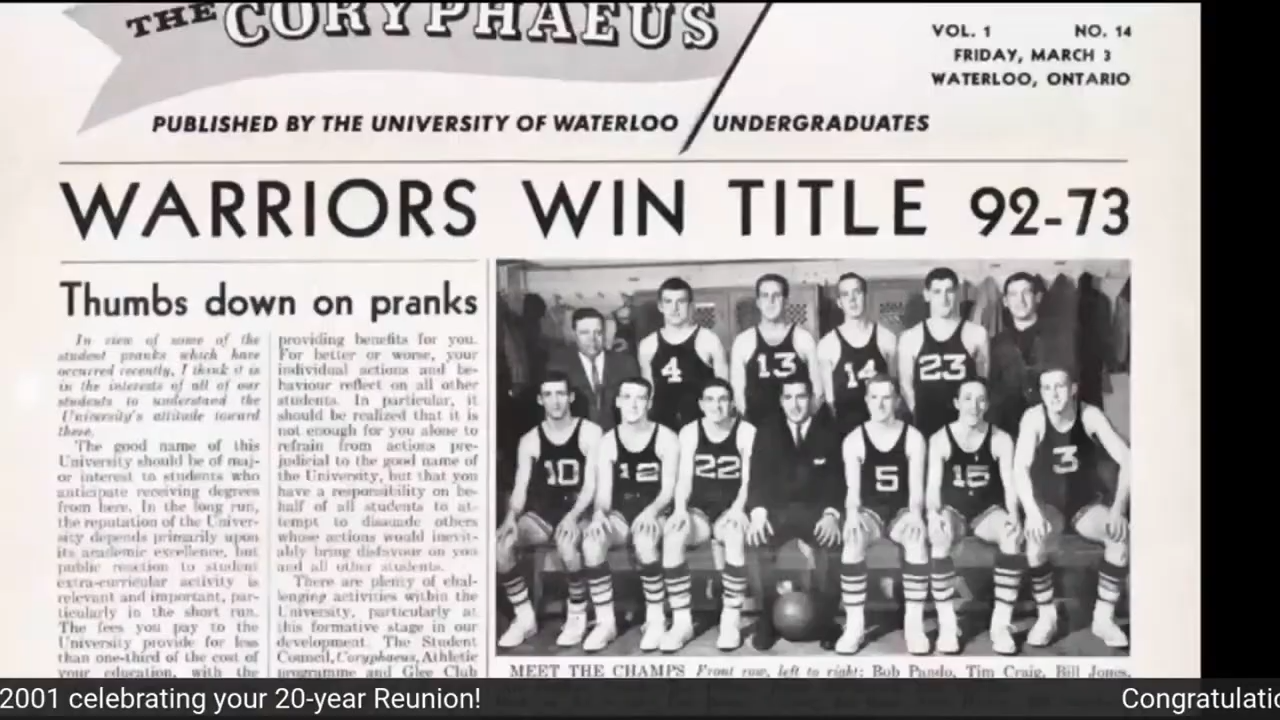 THE CORYPHAEUS
VOL. 1 NO. 14
FRIDAY, MARCH 3
WATERLOO, ONTARIO
PUBLISHED BY THE UNIVERSITY OF WATERLOO / UNDERGRADUATES
WARRIORS WIN TITLE 92-73
Thumbs down on pranks
In view of some of the
student pranks which have
occurred recently, I think it is
in the interests of all of our
students to understand the
University's attitude toward
them.
The good name of this
University should be of maj-
or interest to students who
anticipate receiving degrees
from here. In the long run,
the reputation of the Univer-
sity depends primarily upon
its academic excellence, but
public reaction to student
extra-curricular activity is
relevant and important, par-
ticularly in the short run.
The fees you pay to the
University provide for less
than one-third of the cost of
your education, with the
providing benefits for you.
For better or worse, your
individual actions and be-
haviour reflect on all other
students. In particular, it
should be realized that it is
not enough for you alone to
refrain from actions pre-
judicial to the good name of
the University, but that you
have a responsibility on be-
half of all students to at-
tempt to dissuade others
whose actions would inevit-
ably bring disfavour on you
and all other students.
There are plenty of chal-
lenging activities within the
University, particularly at
this formative stage in our
development. The Student
Council, Coryphaeus, Athletic
programme and Glee Club
4 13 14 23
10 12 22 5 15 3
MEET THE CHAMPS Front row, left to right: Bob Pando, Tim Craig, Bill Jones,
2001 celebrating your 20-year Reunion! Congratulatio